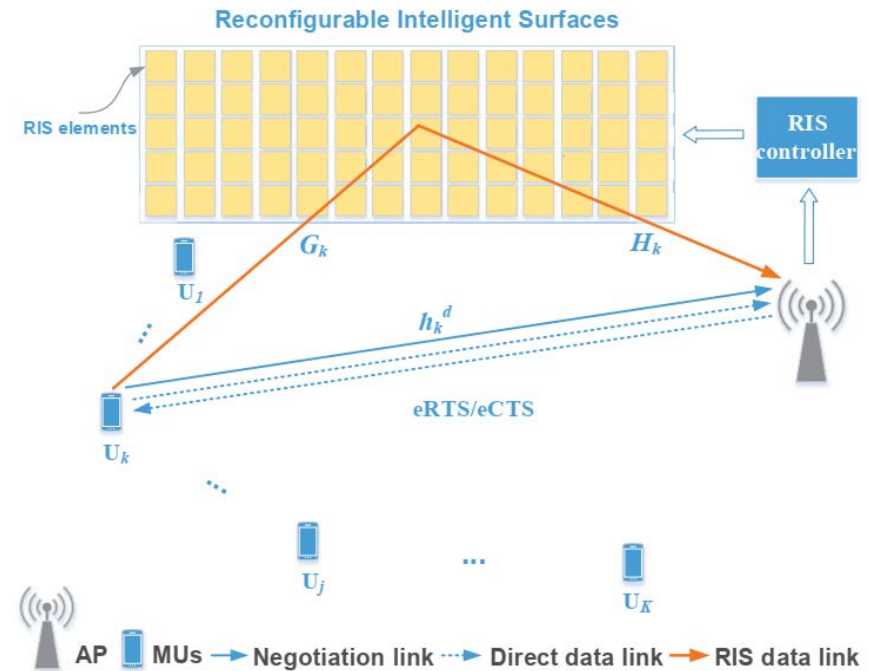 Reconfigurable Intelligent Surfaces
RIS elements
RIS
controller
G_k
H_k
U_1
...
h_k^d
eRTS/eCTS
U_k
...
U_j
...
U_K
AP MUs Negotiation link Direct data link RIS data link